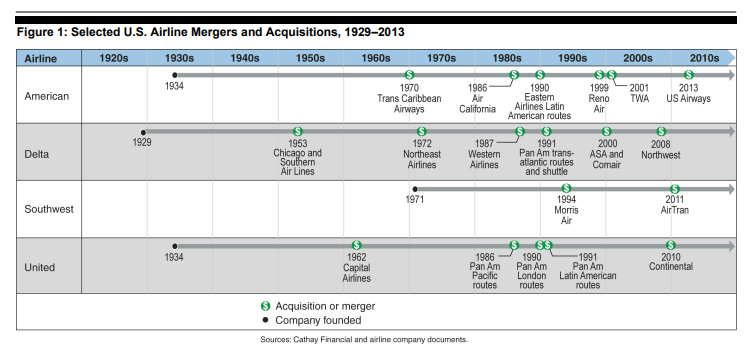 Figure 1: Selected U.S. Airline Mergers and Acquisitions, 1929–2013
Airline 1920s 1930s 1940s 1950s 1960s 1970s 1980s 1990s 2000s 2010s
American
1934
1970
Trans Caribbean
Airways
1986
Air
California
1990
Eastern
Airlines Latin
American routes
1999
Reno
Air
2001
TWA
2013
US Airways
Delta
1929
1953
Chicago and
Southern
Air Lines
1972
Northeast
Airlines
1987
Western
Airlines
1991
Pan Am trans-
atlantic routes
and shuttle
2000
ASA and
Comair
2008
Northwest
Southwest
1971
1994
Morris
Air
2011
AirTran
United
1934
1962
Capital
Airlines
1986
Pan Am
Pacific
routes
1990
Pan Am
London
routes
1991
Pan Am
Latin American
routes
2010
Continental
$ Acquisition or merger
Company founded
Sources: Cathay Financial and airline company documents.